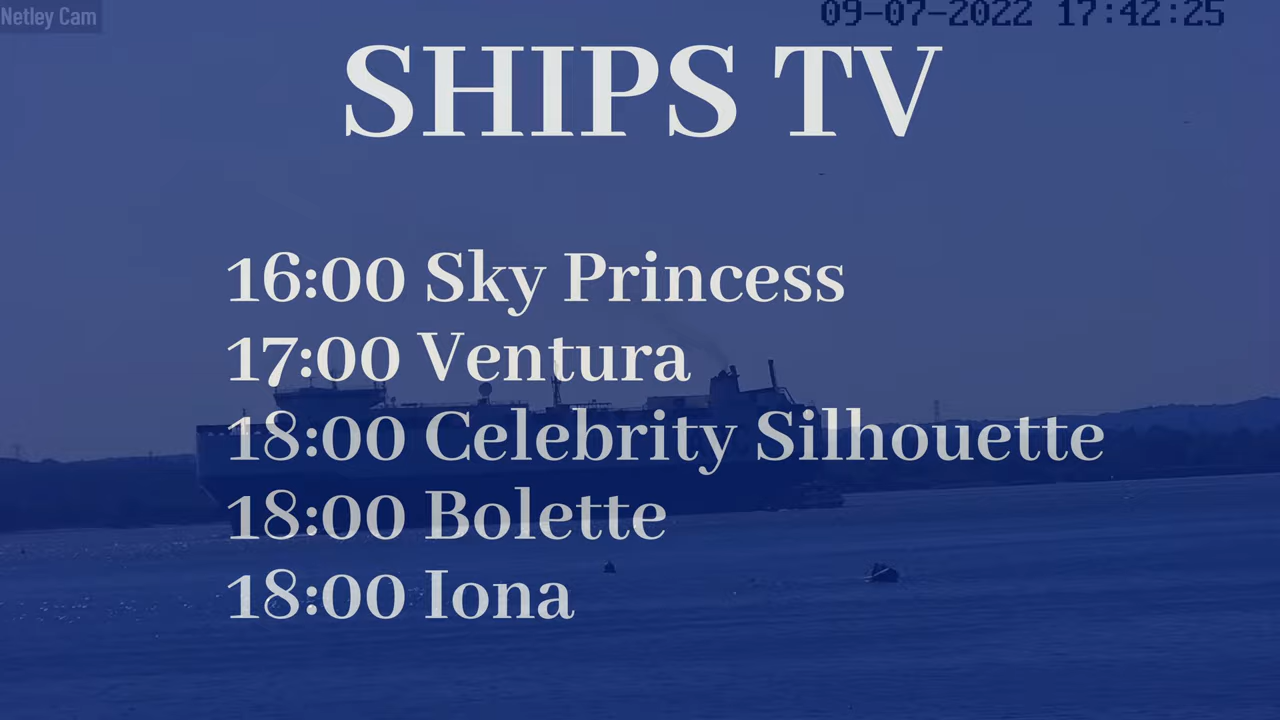 Netley Cam
09-07-2022 17:42:25
SHIPS TV
16:00 Sky Princess
17:00 Ventura
18:00 Celebrity Silhouette
18:00 Bolette
18:00 Iona